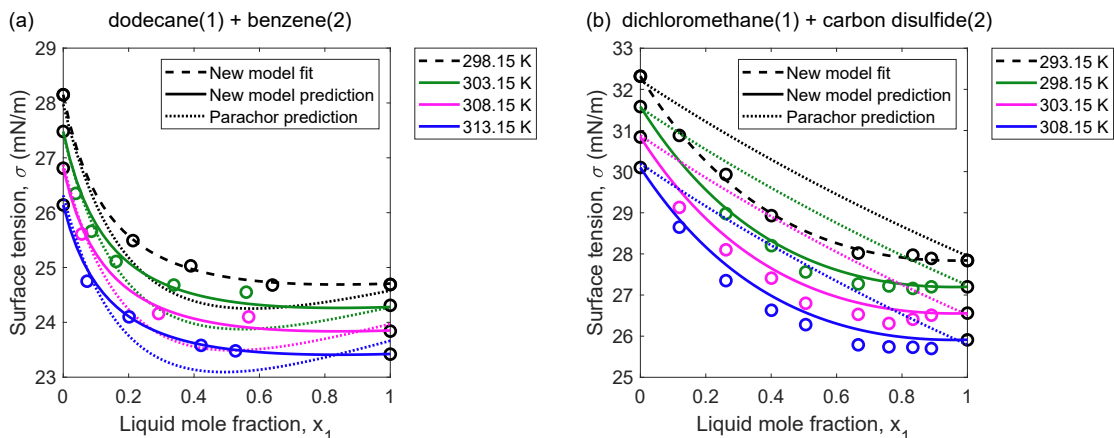 (a) dodecane(1) + benzene(2)
29
28
27
26
25
24
23
Surface tension, σ (mN/m)
0 0.2 0.4 0.6 0.8 1
Liquid mole fraction, x1
New model fit
New model prediction
Parachor prediction
298.15 K
303.15 K
308.15 K
313.15 K
(b) dichloromethane(1) + carbon disulfide(2)
33
32
31
30
29
28
27
26
25
Surface tension, σ (mN/m)
0 0.2 0.4 0.6 0.8 1
Liquid mole fraction, x1
New model fit
New model prediction
Parachor prediction
293.15 K
298.15 K
303.15 K
308.15 K